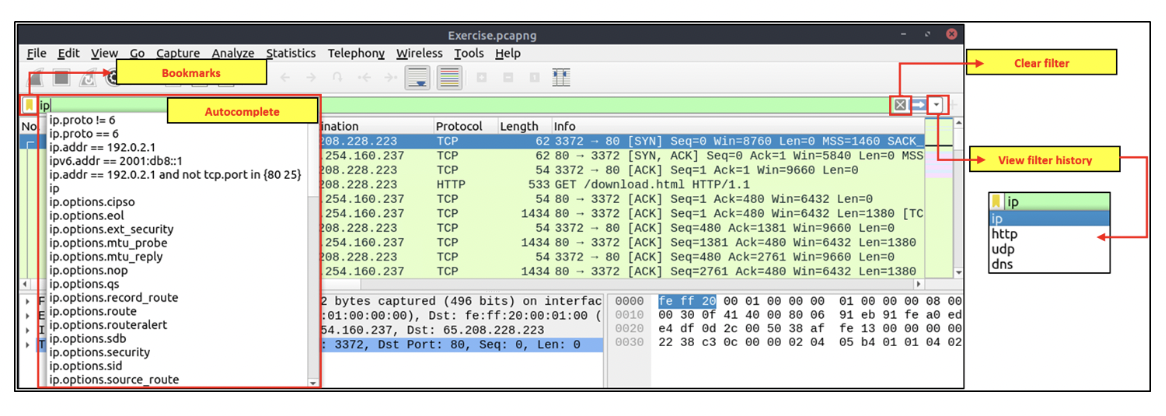 Exercise.pcapng
File Edit View Go Capture Analyze Statistics Telephony Wireless Tools Help
Bookmarks
Clear filter
ip
Autocomplete
No
ination Protocol Length Info
ip.proto != 6
ip.proto == 6
ip.addr == 192.0.2.1
ipv6.addr == 2001:db8::1
ip.addr == 192.0.2.1 and not tcp.port in {80 25}
ip
ip.options.cipso
ip.options.eol
ip.options.ext_security
ip.options.mtu_probe
ip.options.mtu_reply
ip.options.nop
ip.options.qs
ip.options.record_route
ip.options.route
ip.options.routeralert
ip.options.sdb
ip.options.security
ip.options.sid
ip.options.source_route
208.228.223 TCP 62 3372 → 80 [SYN] Seq=0 Win=8760 Len=0 MSS=1460 SACK_
.254.160.237 TCP 62 80 → 3372 [SYN, ACK] Seq=0 Ack=1 Win=5840 Len=0 MSS
208.228.223 TCP 54 3372 → 80 [ACK] Seq=1 Ack=1 Win=9660 Len=0
208.228.223 HTTP 533 GET /download.html HTTP/1.1
.254.160.237 TCP 54 80 → 3372 [ACK] Seq=1 Ack=480 Win=6432 Len=0
.254.160.237 TCP 1434 80 → 3372 [ACK] Seq=1 Ack=480 Win=6432 Len=1380 [TC
208.228.223 TCP 54 3372 → 80 [ACK] Seq=480 Ack=1381 Win=9660 Len=0
.254.160.237 TCP 1434 80 → 3372 [ACK] Seq=1381 Ack=480 Win=6432 Len=1380
208.228.223 TCP 54 3372 → 80 [ACK] Seq=480 Ack=2761 Win=9660 Len=0
.254.160.237 TCP 1434 80 → 3372 [ACK] Seq=2761 Ack=480 Win=6432 Len=1380
View filter history
ip
ip
http
udp
dns
2 bytes captured (496 bits) on interfac
:01:00:00:00), Dst: fe:ff:20:00:01:00 (
54.160.237, Dst: 65.208.228.223
: 3372, Dst Port: 80, Seq: 0, Len: 0
0000 fe ff 20 00 01 00 00 00 01 00 00 00 08 00
0010 00 30 0f 41 40 00 80 06 91 eb 91 fe a0 ed
0020 e4 df 0d 2c 00 50 38 af fe 13 00 00 00 00
0030 22 38 c3 0c 00 00 02 04 05 b4 01 01 04 02